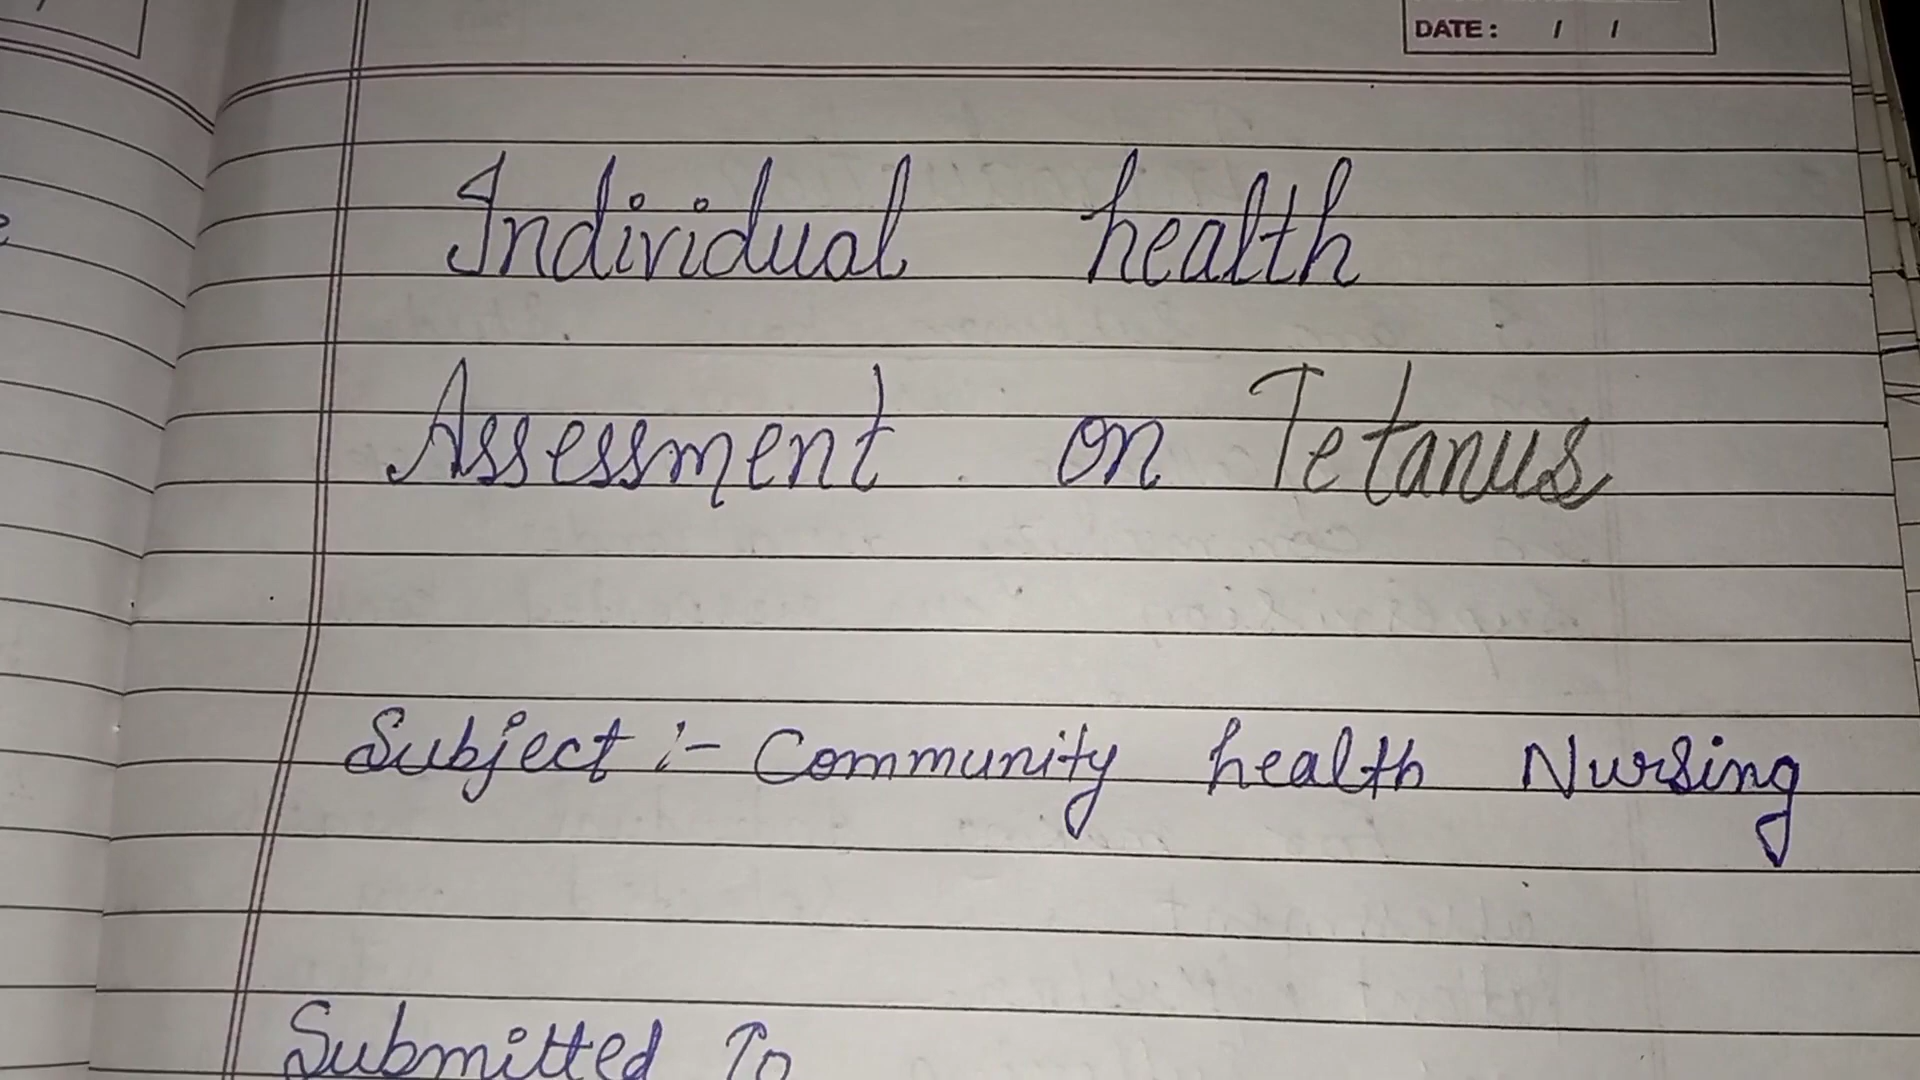 DATE : / /
Individual health
Assessment on Tetanus
Subject :- Community health Nursing
Submitted To